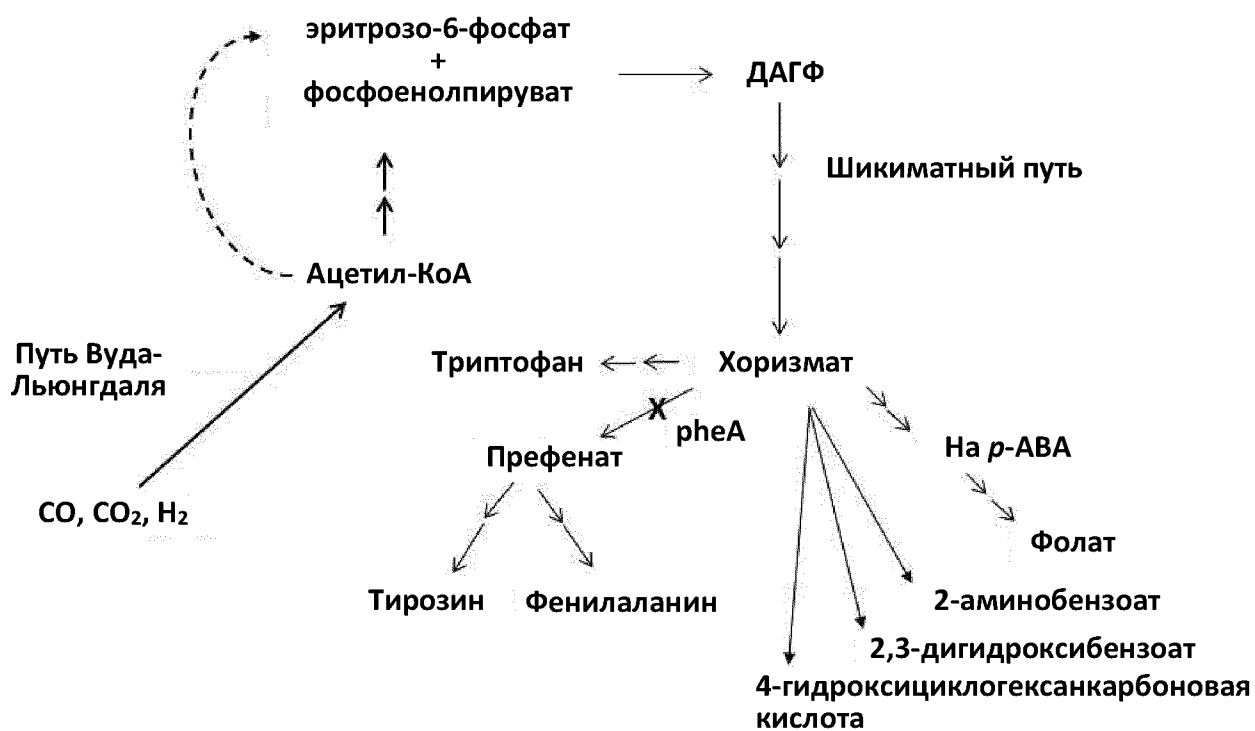 эритрозо-6-фосфат
+
фосфоенолпируват
ДАГФ
Шикиматный путь
Ацетил-КоА
Путь Вуда-
Льюнгдаля
CO, CO₂, H₂
Триптофан
Хоризмат
X
pheA
Префенат
На p-АВА
Фолат
Тирозин
Фенилаланин
2-аминобензоат
2,3-дигидроксибензоат
4-гидроксициклогексанкарбоновая
кислота